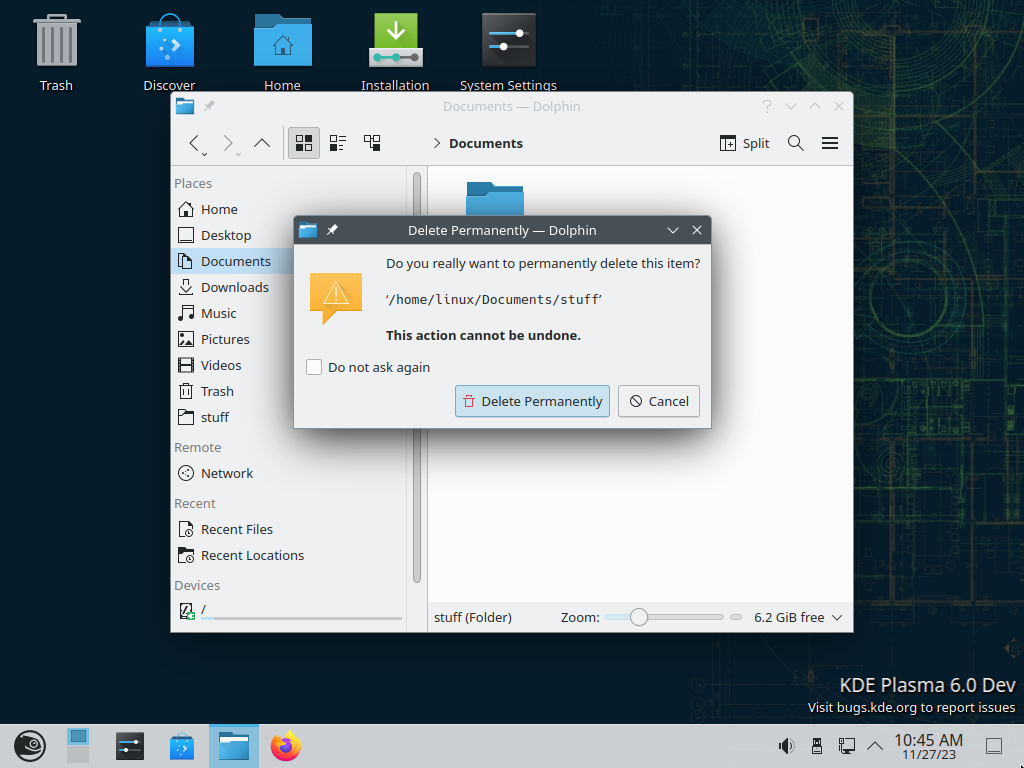 Trash
Discover
Home
Installation
System Settings
Documents — Dolphin
Documents
Split
Places
Home
Desktop
Documents
Downloads
Music
Pictures
Videos
Trash
stuff
Remote
Network
Recent
Recent Files
Recent Locations
Devices
/
Delete Permanently — Dolphin
Do you really want to permanently delete this item?
‘/home/linux/Documents/stuff’
This action cannot be undone.
Do not ask again
Delete Permanently
Cancel
stuff (Folder)
Zoom:
6.2 GiB free
KDE Plasma 6.0 Dev
Visit bugs.kde.org to report issues
10:45 AM
11/27/23